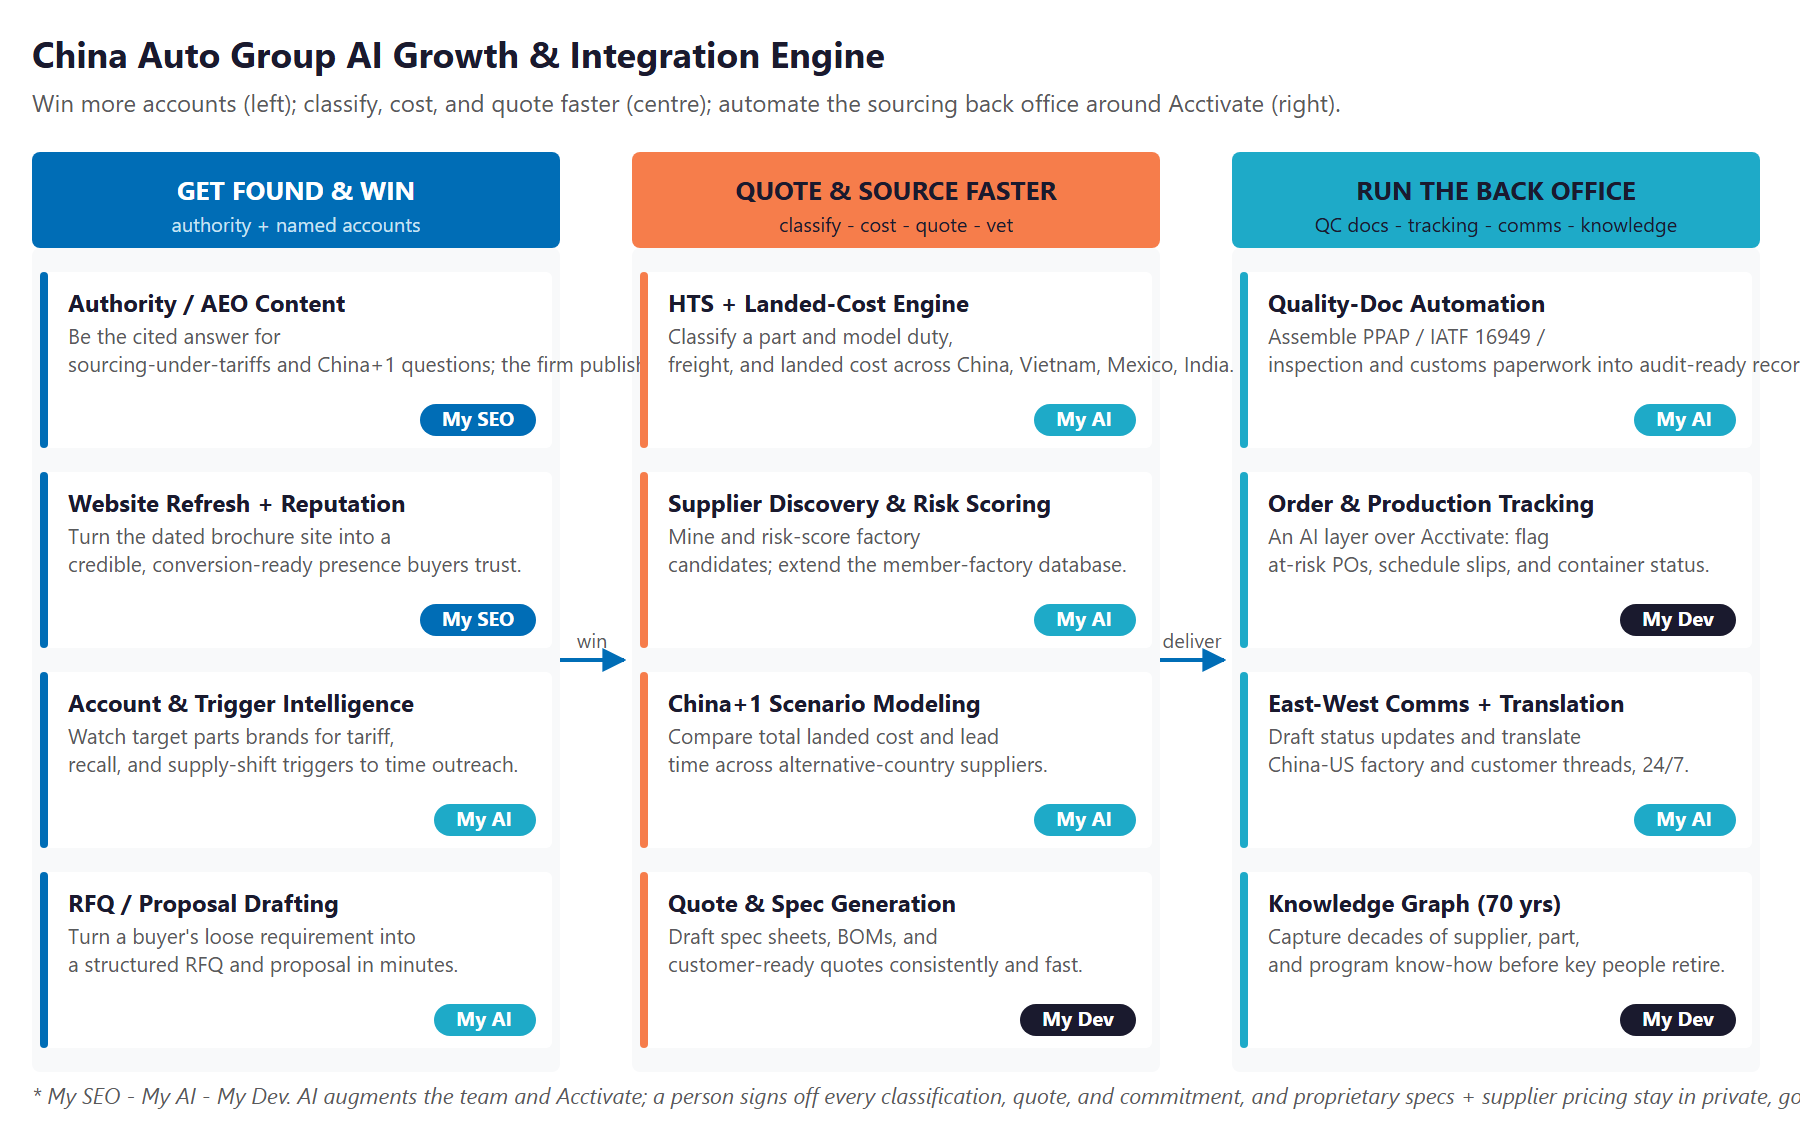 China Auto Group AI Growth & Integration Engine
Win more accounts (left); classify, cost, and quote faster (centre); automate the sourcing back office around Acctivate (right).
GET FOUND & WIN
authority + named accounts
Authority / AEO Content
Be the cited answer for
sourcing-under-tariffs and China+1 questions; the firm
My SEO
Website Refresh + Reputation
Turn the dated brochure site into a
credible, conversion-ready presence buyers trust.
My SEO
Account & Trigger Intelligence
Watch target parts brands for tariff,
recall, and supply-shift triggers to time outreach.
My AI
RFQ / Proposal Drafting
Turn a buyer's loose requirement into
a structured RFQ and proposal in minutes.
My AI
win
QUOTE & SOURCE FASTER
classify - cost - quote - vet
HTS + Landed-Cost Engine
Classify a part and model duty,
freight, and landed cost across China, Vietnam, Mexico, India.
My AI
Supplier Discovery & Risk Scoring
Mine and risk-score factory
candidates; extend the member-factory database.
My AI
China+1 Scenario Modeling
Compare total landed cost and lead
time across alternative-country suppliers.
My AI
Quote & Spec Generation
Draft spec sheets, BOMs, and
customer-ready quotes consistently and fast.
My Dev
deliver
RUN THE BACK OFFICE
QC docs - tracking - comms - knowledge
Quality-Doc Automation
Assemble PPAP / IATF 16949 /
inspection and customs paperwork into audit-ready
My AI
Order & Production Tracking
An AI layer over Acctivate: flag
at-risk POs, schedule slips, and container status.
My Dev
East-West Comms + Translation
Draft status updates and translate
China-US factory and customer threads, 24/7.
My AI
Knowledge Graph (70 yrs)
Capture decades of supplier, part,
and program know-how before key people retire.
My Dev
* My SEO - My AI - My Dev. AI augments the team and Acctivate; a person signs off every classification, quote, and commitment, and proprietary specs + supplier pricing stay in private,